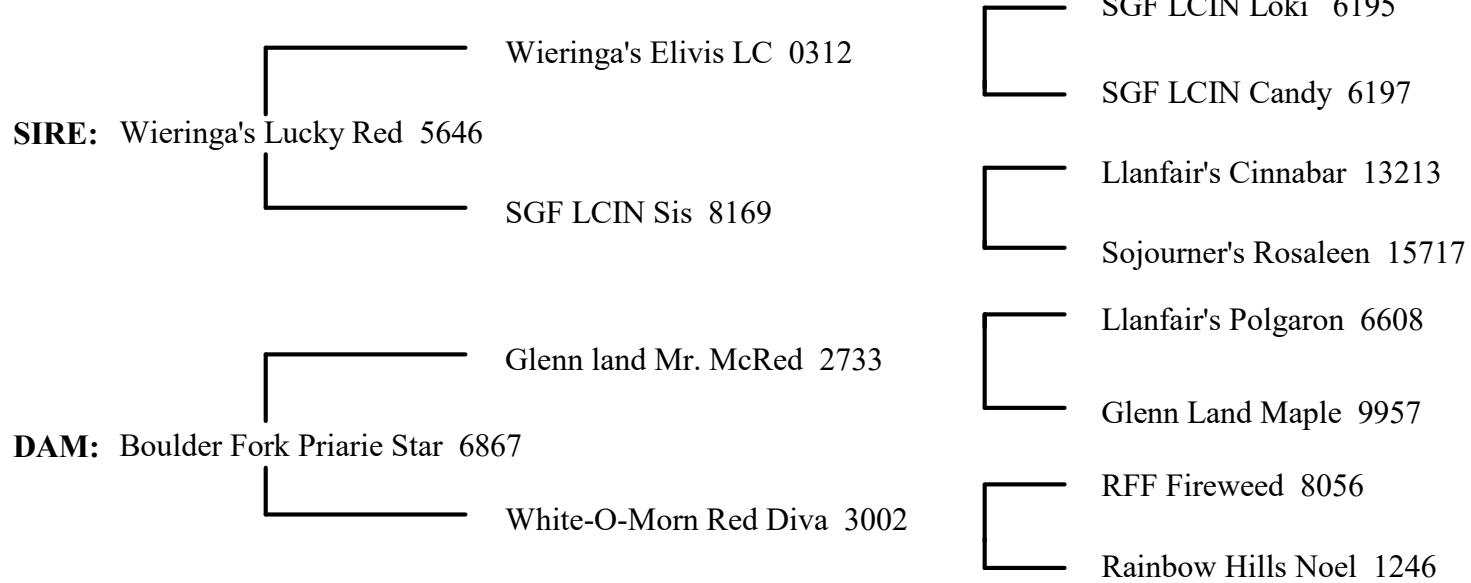 SGF LCIN Loki 6195
Wieringa's Elivis LC 0312
SGF LCIN Candy 6197
SIRE: Wieringa's Lucky Red 5646
Llanfair's Cinnabar 13213
SGF LCIN Sis 8169
Sojourner's Rosaleen 15717
Llanfair's Polgaron 6608
Glenn land Mr. McRed 2733
Glenn Land Maple 9957
DAM: Boulder Fork Priarie Star 6867
RFF Fireweed 8056
White-O-Morn Red Diva 3002
Rainbow Hills Noel 1246